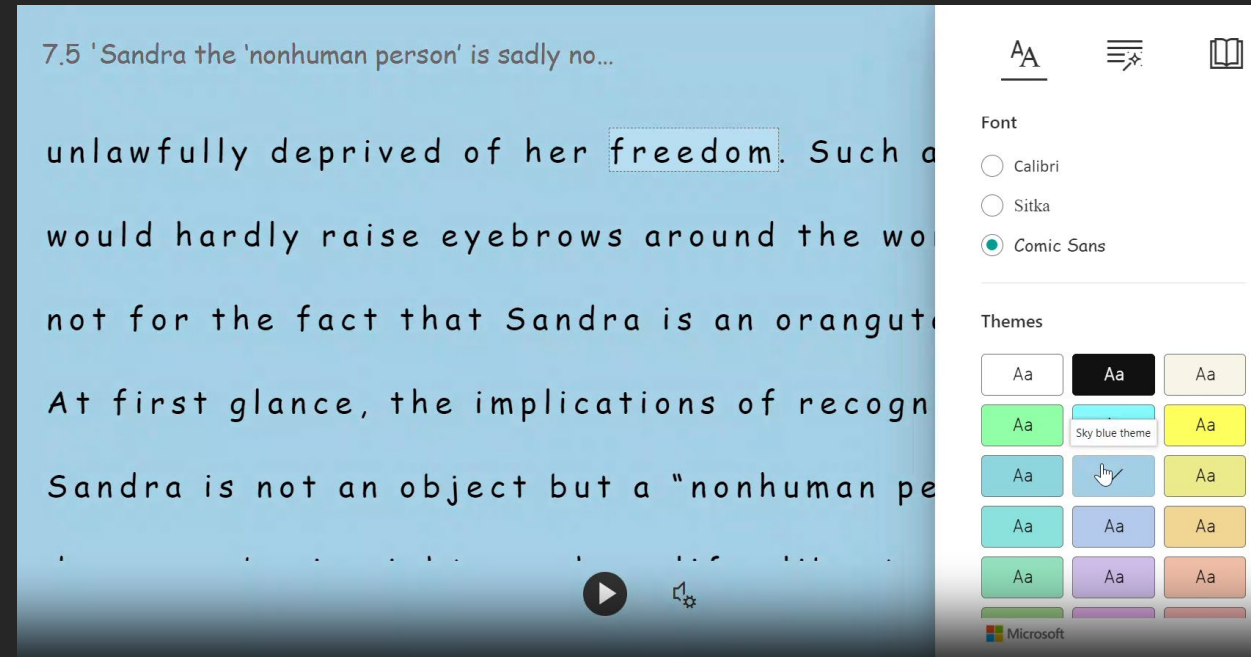 7.5 'Sandra the 'nonhuman person' is sadly no...
unlawfully deprived of her freedom. Such a
would hardly raise eyebrows around the wo
not for the fact that Sandra is an orangut
At first glance, the implications of recogn
Sandra is not an object but a "nonhuman pe
AA
Font
Calibri
Sitka
Comic Sans
Themes
Aa Aa Aa
Aa Aa
Sky blue theme
Aa Aa
Aa Aa Aa
Aa Aa Aa
Microsoft